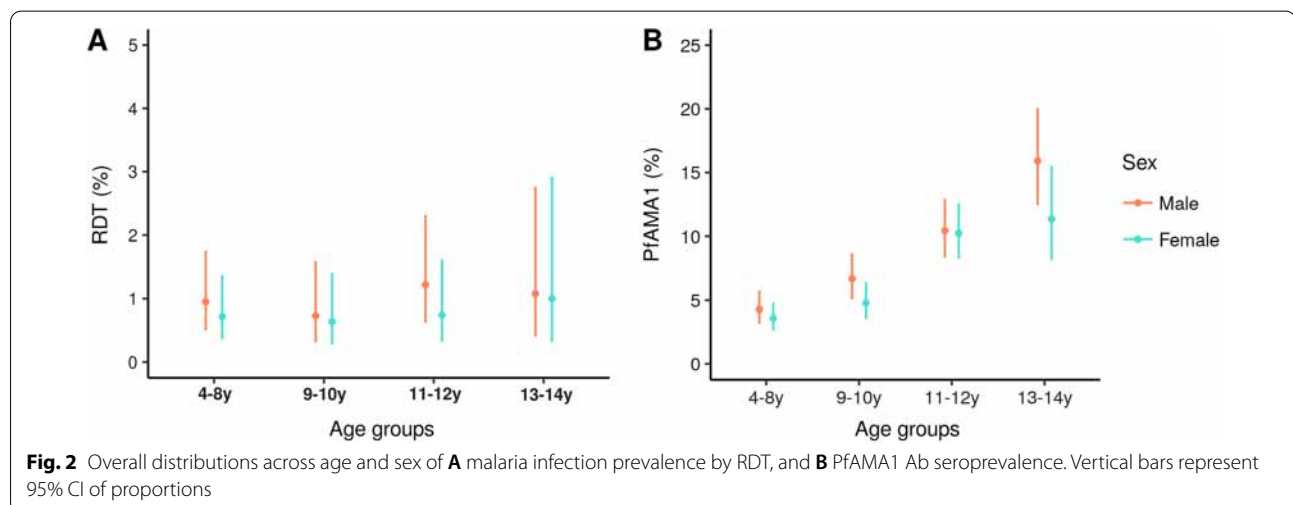 A
5
4
3
2
1
0
RDT (%)
4-8y 9-10y 11-12y 13-14y
Age groups
B
25
20
15
10
5
0
PfAMA1 (%)
4-8y 9-10y 11-12y 13-14y
Age groups
Sex
Male
Female
Fig. 2 Overall distributions across age and sex of A malaria infection prevalence by RDT, and B PfAMA1 Ab seroprevalence. Vertical bars represent
95% CI of proportions